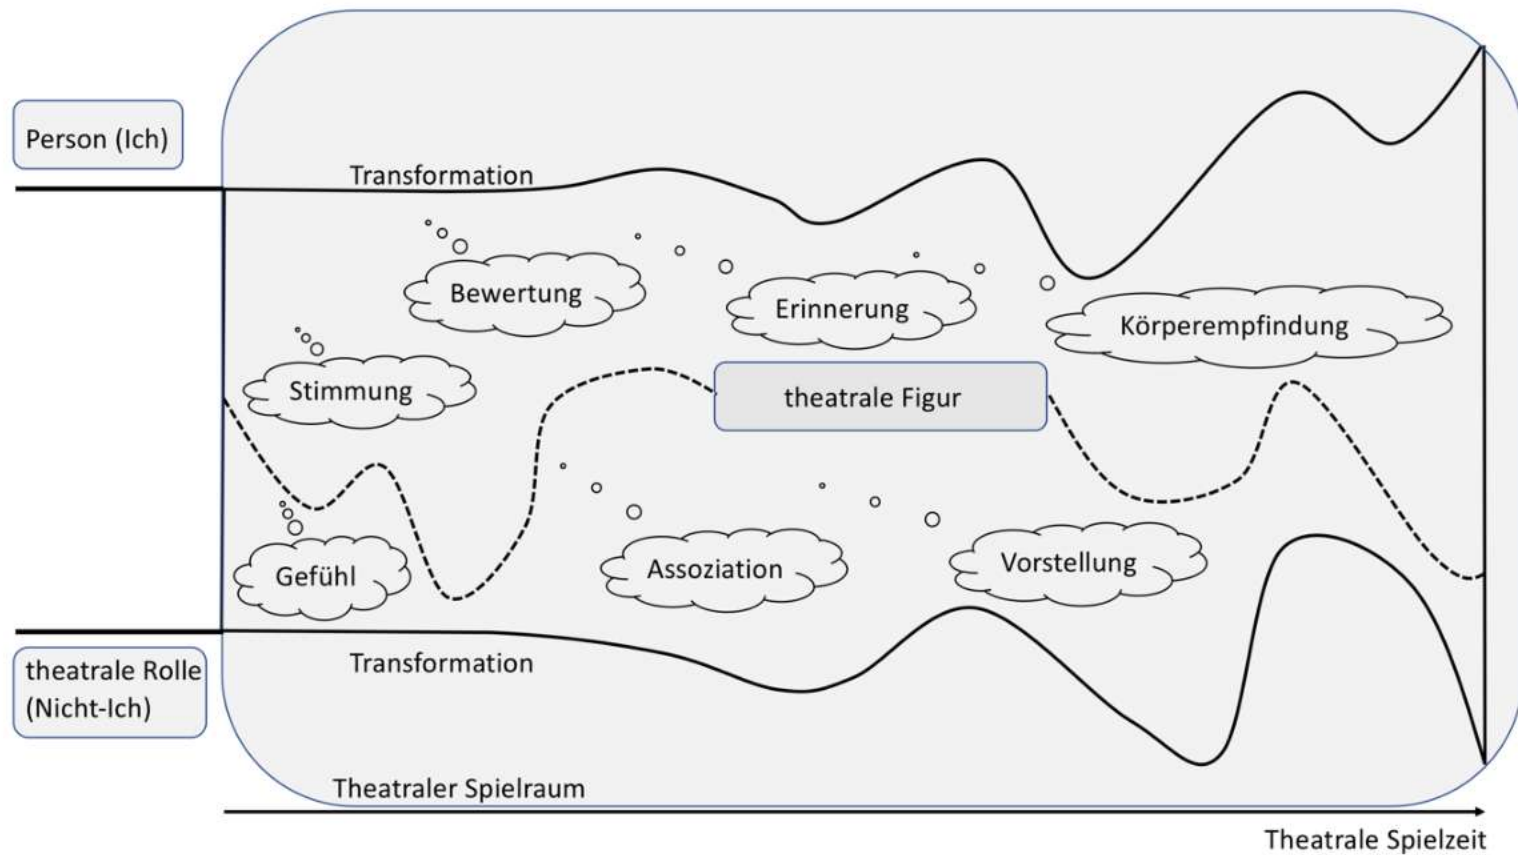 Person (Ich)
Transformation
Bewertung
Erinnerung
Körperempfindung
Stimmung
theatrale Figur
Gefühl
Assoziation
Vorstellung
theatrale Rolle
(Nicht-Ich)
Transformation
Theatraler Spielraum
Theatrale Spielzeit